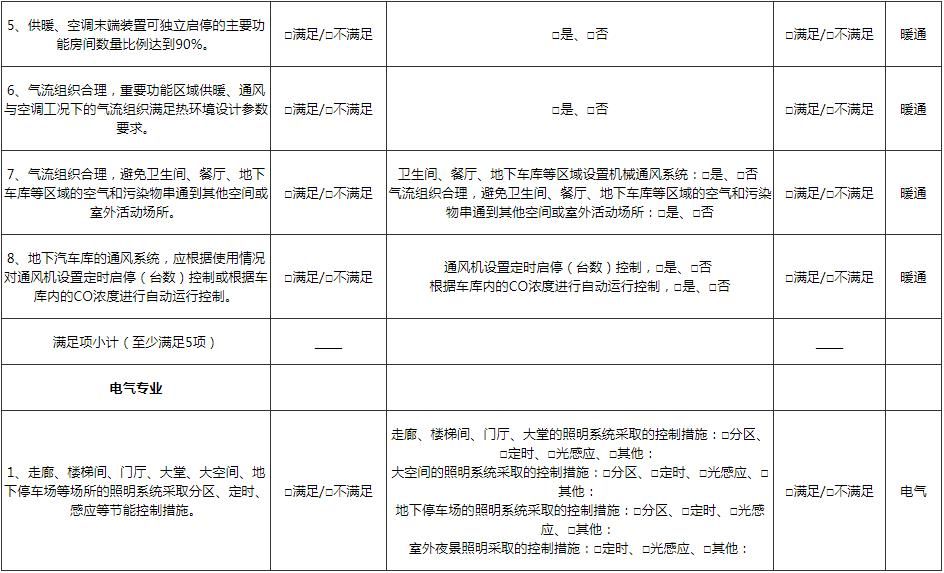 5、供暖、空调末端装置可独立启停的主要功
能房间数量比例达到90%。
□满足/□不满足
□是、□否
□满足/□不满足
暖通
6、气流组织合理，重要功能区域供暖、通风
与空调工况下的气流组织满足热环境设计参数
要求。
□满足/□不满足
□是、□否
□满足/□不满足
暖通
7、气流组织合理，避免卫生间、餐厅、地下
车库等区域的空气和污染物串通到其他空间或
室外活动场所。
□满足/□不满足
卫生间、餐厅、地下车库等区域设置机械通风系统：□是、□否
气流组织合理，避免卫生间、餐厅、地下车库等区域的空气和污染
物串通到其他空间或室外活动场所：□是、□否
□满足/□不满足
暖通
8、地下汽车库的通风系统，应根据使用情况
对通风机设置定时启停（台数）控制或根据车
库内的CO浓度进行自动运行控制。
□满足/□不满足
通风机设置定时启停（台数）控制，□是、□否
根据车库内的CO浓度进行自动运行控制，□是、□否
□满足/□不满足
暖通
满足项小计（至少满足5项）
____
____
电气专业
1、走廊、楼梯间、门厅、大堂、大空间、地
下停车场等场所的照明系统采取分区、定时、
感应等节能控制措施。
□满足/□不满足
走廊、楼梯间、门厅、大堂的照明系统采取的控制措施：□分区、
□定时、□光感应、□其他：
大空间的照明系统采取的控制措施：□分区、□定时、□光感应、□
其他：
地下停车场的照明系统采取的控制措施：□分区、□定时、□光感
应、□其他：
室外夜景照明采取的控制措施：□定时、□光感应、□其他：
□满足/□不满足
电气